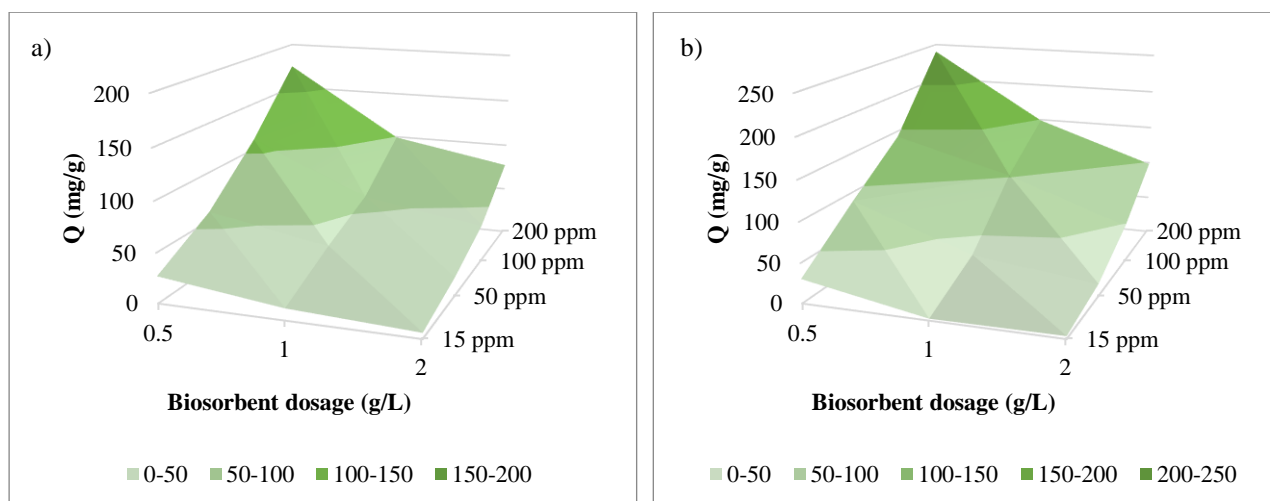 a)
200
150
100
50
0
Q (mg/g)
0.5
1
2
200 ppm
100 ppm
50 ppm
15 ppm
Biosorbent dosage (g/L)
0-50 50-100 100-150 150-200
b)
250
200
150
100
50
0
Q (mg/g)
0.5
1
2
200 ppm
100 ppm
50 ppm
15 ppm
Biosorbent dosage (g/L)
0-50 50-100 100-150 150-200 200-250